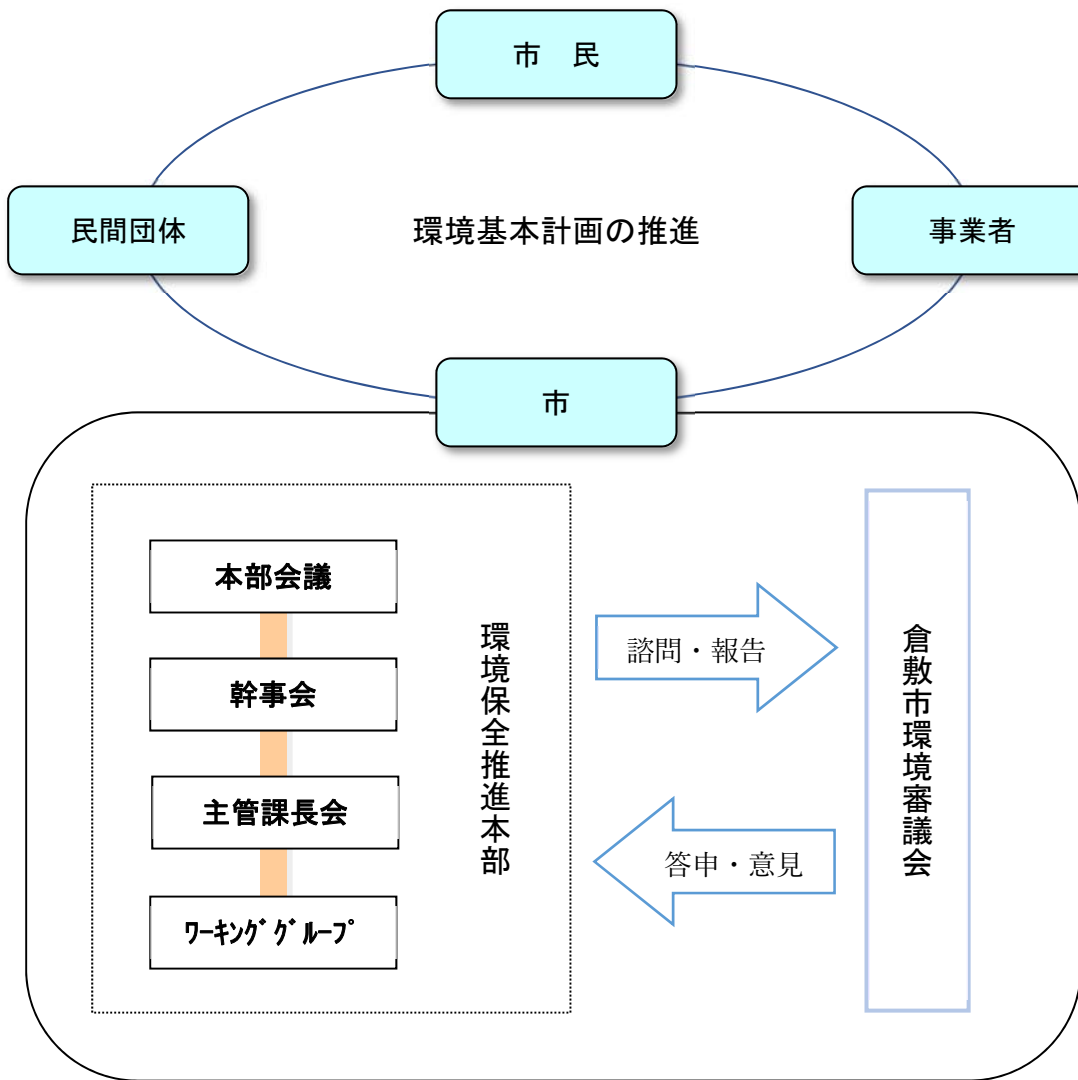 市　民
民間団体
環境基本計画の推進
事業者
市
本部会議
幹事会
主管課長会
ﾜｰｷﾝｸﾞｸﾞﾙｰﾌﾟ
環境保全推進本部
諮問・報告
答申・意見
倉敷市環境審議会